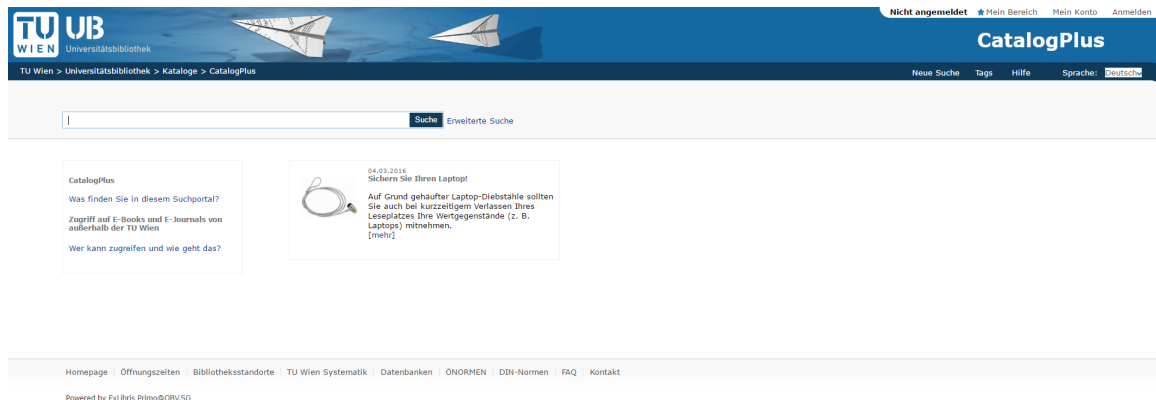 Nicht angemeldet Mein Bereich Mein Konto Anmelden
TU WIEN
UB
Universitätsbibliothek
CatalogPlus
TU Wien > Universitätsbibliothek > Kataloge > CatalogPlus
Neue Suche Tags Hilfe Sprache: Deutsch
Suche Erweiterte Suche
CatalogPlus
Was finden Sie in diesem Suchportal?
Zugriff auf E-Books und E-Journals von
außerhalb der TU Wien
Wer kann zugreifen und wie geht das?
04.03.2016
Sichern Sie Ihren Laptop!
Auf Grund gehäufter Laptop-Diebstähle sollten
Sie auch bei kurzzeitigem Verlassen Ihres
Leseplatzes Ihre Wertgegenstände (z. B.
Laptops) mitnehmen.
[mehr]
Homepage Öffnungszeiten Bibliotheksstandorte TU Wien Systematik Datenbanken ÖNORMEN DIN-Normen FAQ Kontakt
Powered by ExLibris Primo@OBV.SG